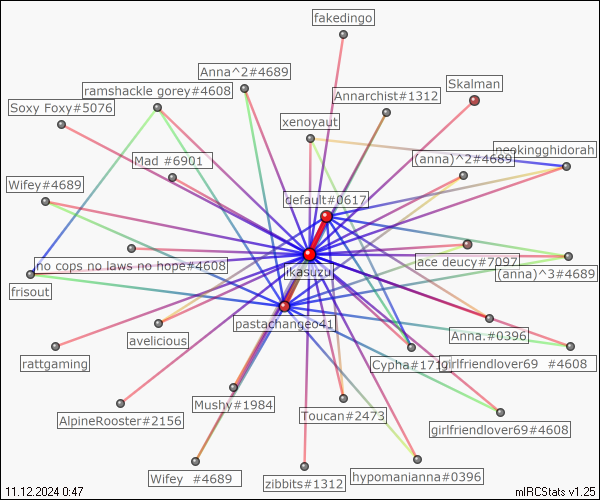 fakedingo
Anna^2#4689
Skalman
ramshackle gorey#4608
Annarchist#1312
Soxy Foxy#5076
xenoyaut
Mad #6901
(anna)^2#4689
Wifey#4689
default#0617
no cops no laws no hope#4608
ikasuzu
ace deucy#7097
(anna)^3#4689
frisout
pastachangeo41
avelicious
Anna.#0396
rattgaming
girlfriendlover69 #4608
Mushy#1984
Toucan#2473
AlpineRooster#2156
girlfriendlover69#4608
Wifey #4689
zibbits#1312
hypomanianna#0396
11.12.2024 0:47
mIRCStats v1.25